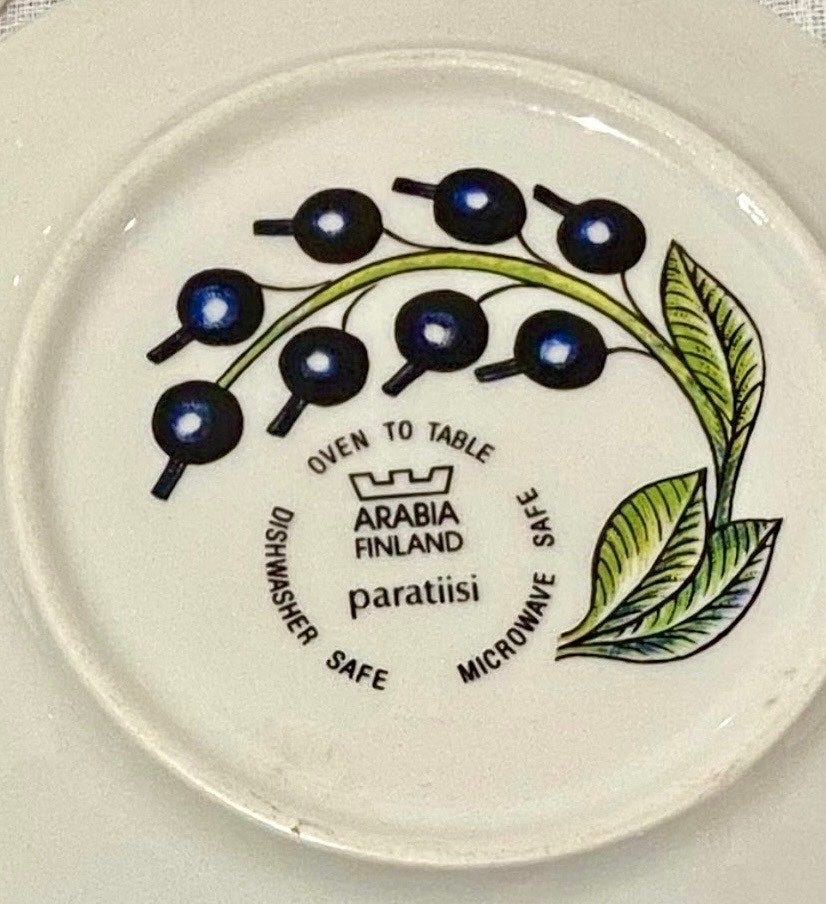 OVEN TO TABLE
ARABIA
FINLAND
paratiisi
DISHWASHER SAFE
MICROWAVE SAFE